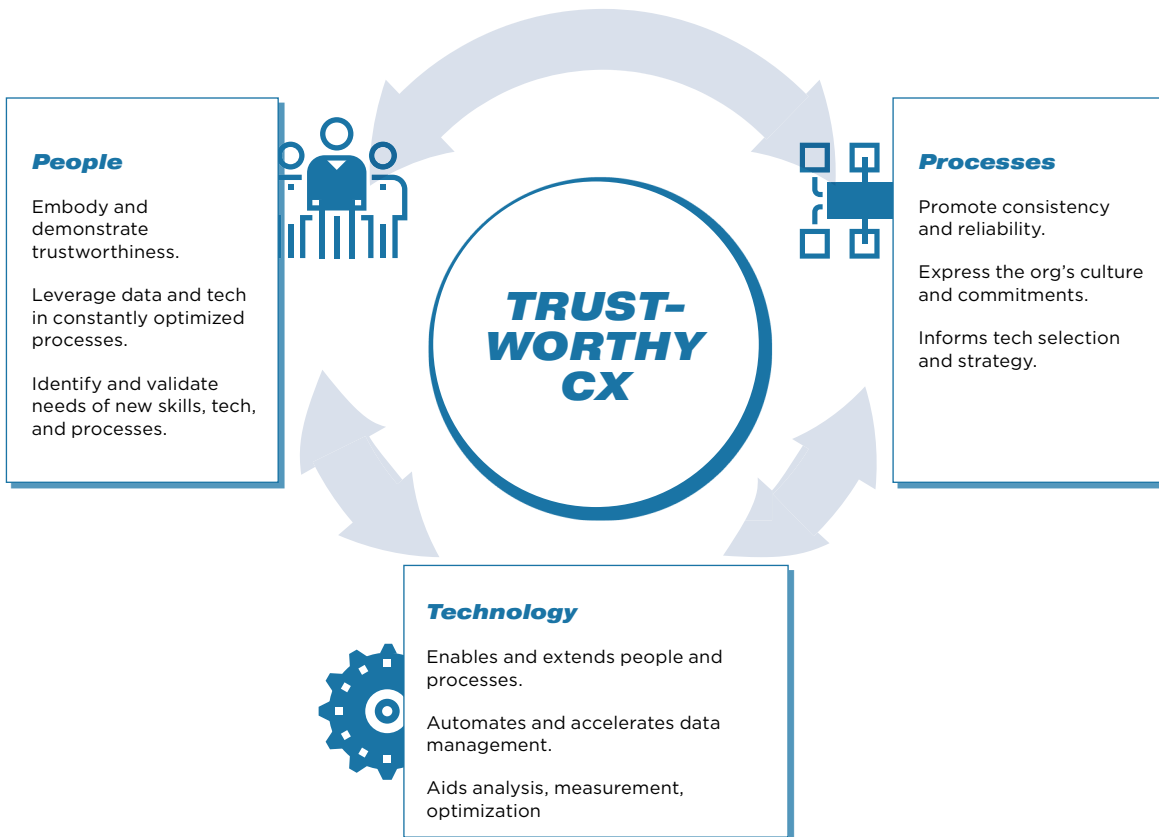 People
Embody and
demonstrate
trustworthiness.
Leverage data and tech
in constantly optimized
processes.
Identify and validate
needs of new skills, tech,
and processes.
TRUST-
WORTHY
CX
Processes
Promote consistency
and reliability.
Express the org’s culture
and commitments.
Informs tech selection
and strategy.
Technology
Enables and extends people and
processes.
Automates and accelerates data
management.
Aids analysis, measurement,
optimization